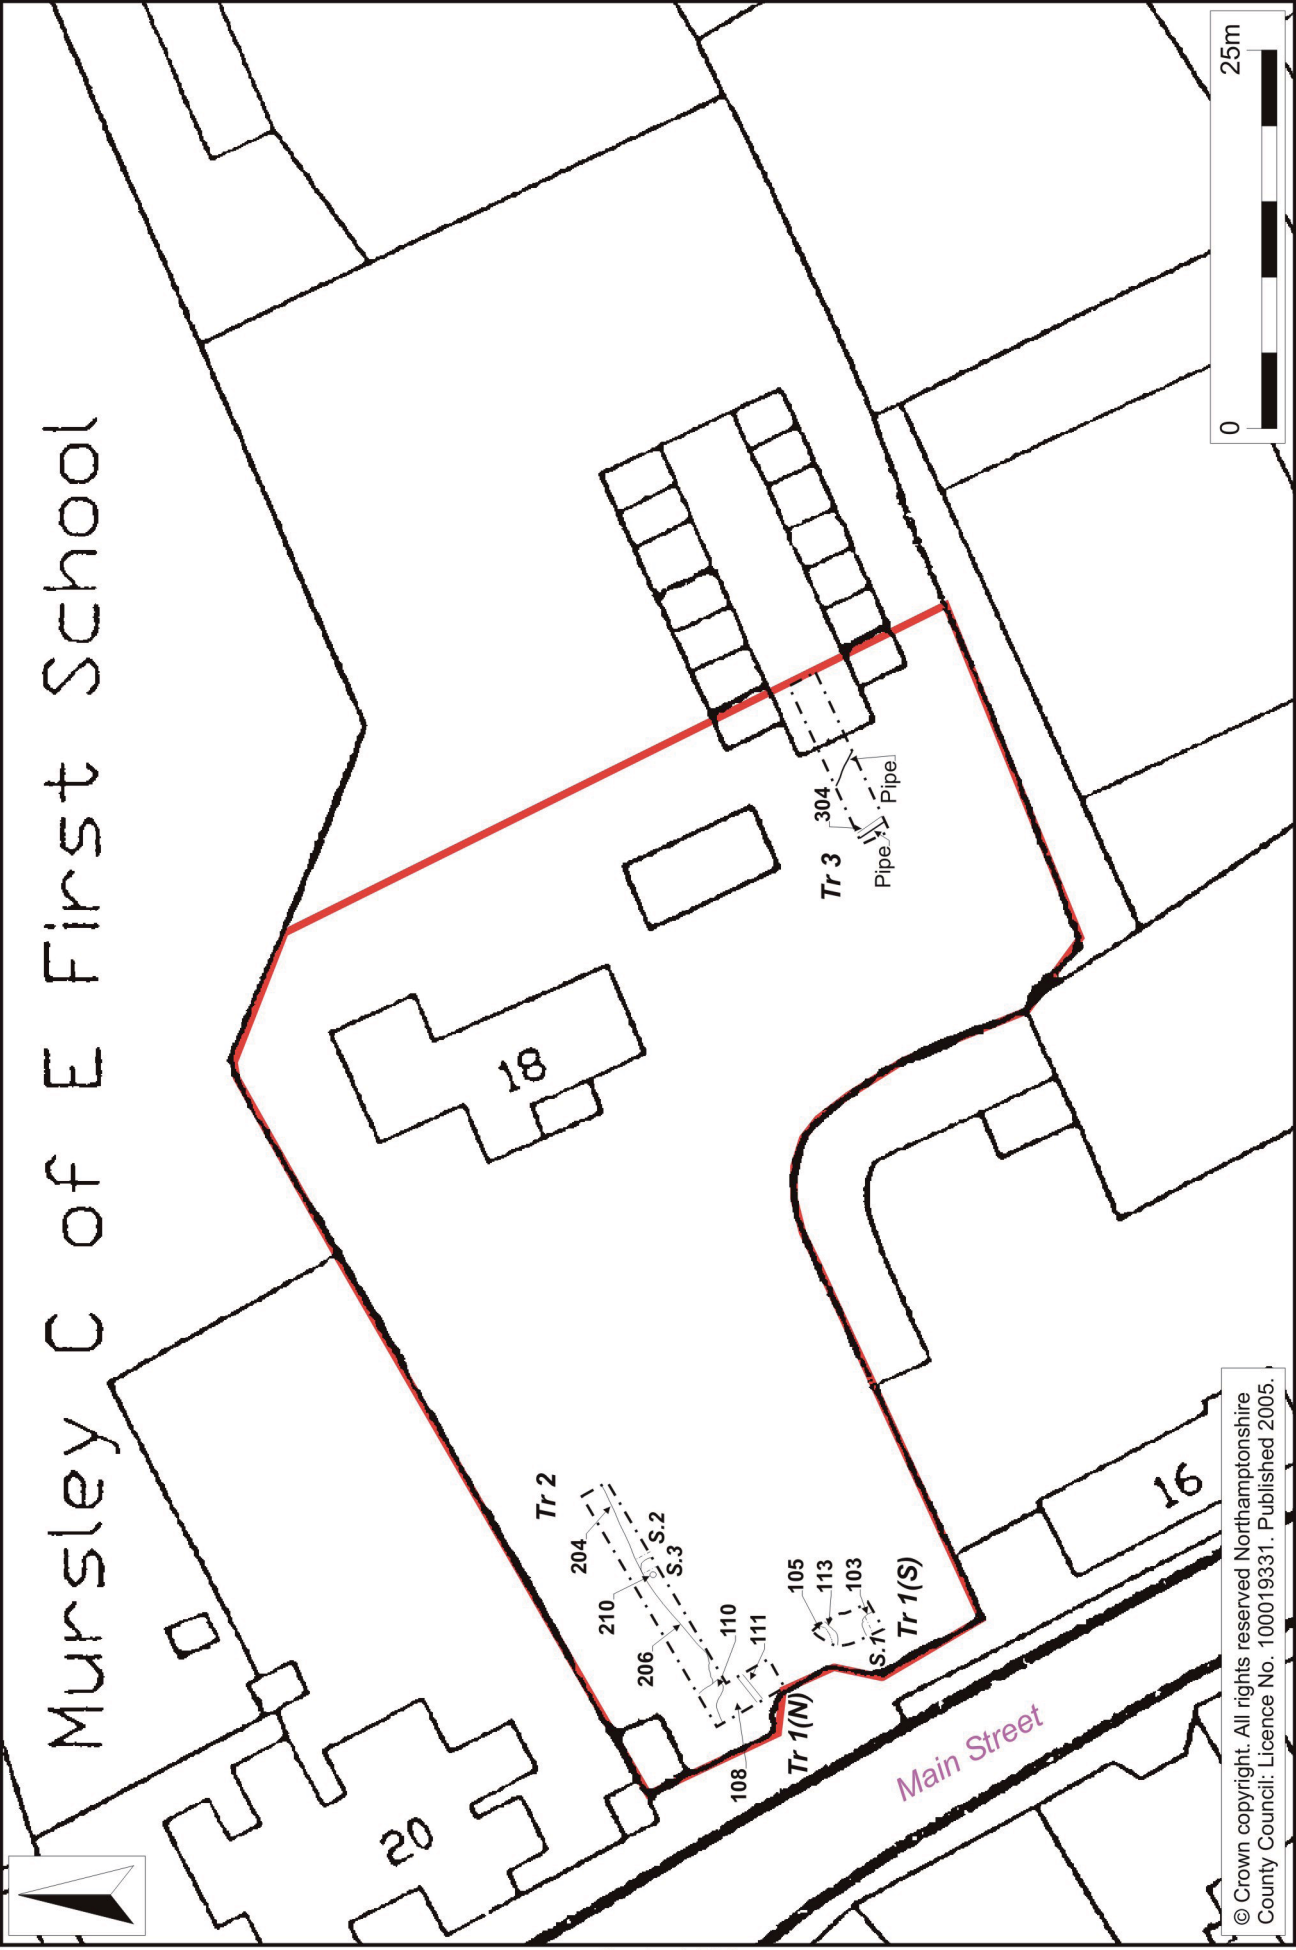 Mursley C of E First School
20
18
16
Tr 2
204
210
206
S.2
S.3
110
111
108
Tr 1(N)
105
113
103
S.1
Tr 1(S)
304
Tr 3
Pipe
Pipe
Main Street
0 25m
© Crown copyright. All rights reserved Northamptonshire
County Council: Licence No. 100019331. Published 2005.